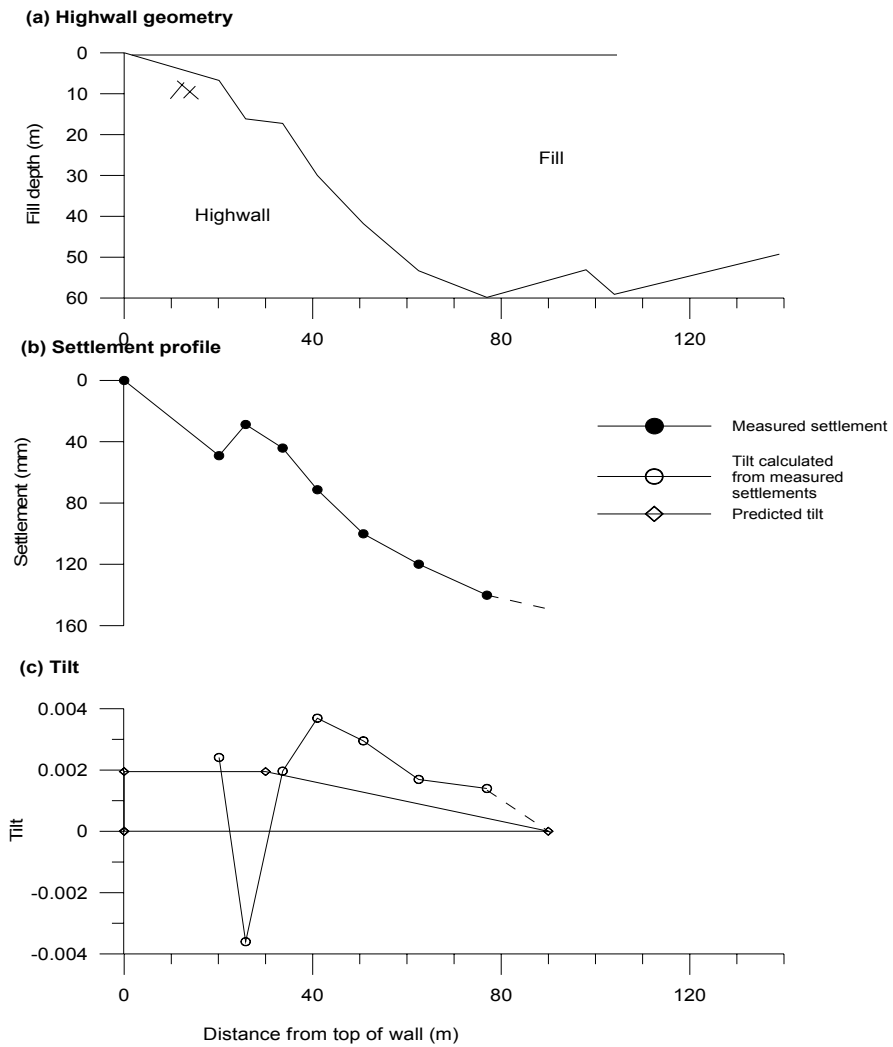 (a) Highwall geometry
0
10
20
30
40
50
60
Fill depth (m)
Fill
Highwall
0
40
80
120
(b) Settlement profile
0
40
80
120
160
Settlement (mm)
Measured settlement
Tilt calculated
from measured
settlements
Predicted tilt
(c) Tilt
0.004
0.002
0
-0.002
-0.004
Tilt
0
40
80
120
Distance from top of wall (m)